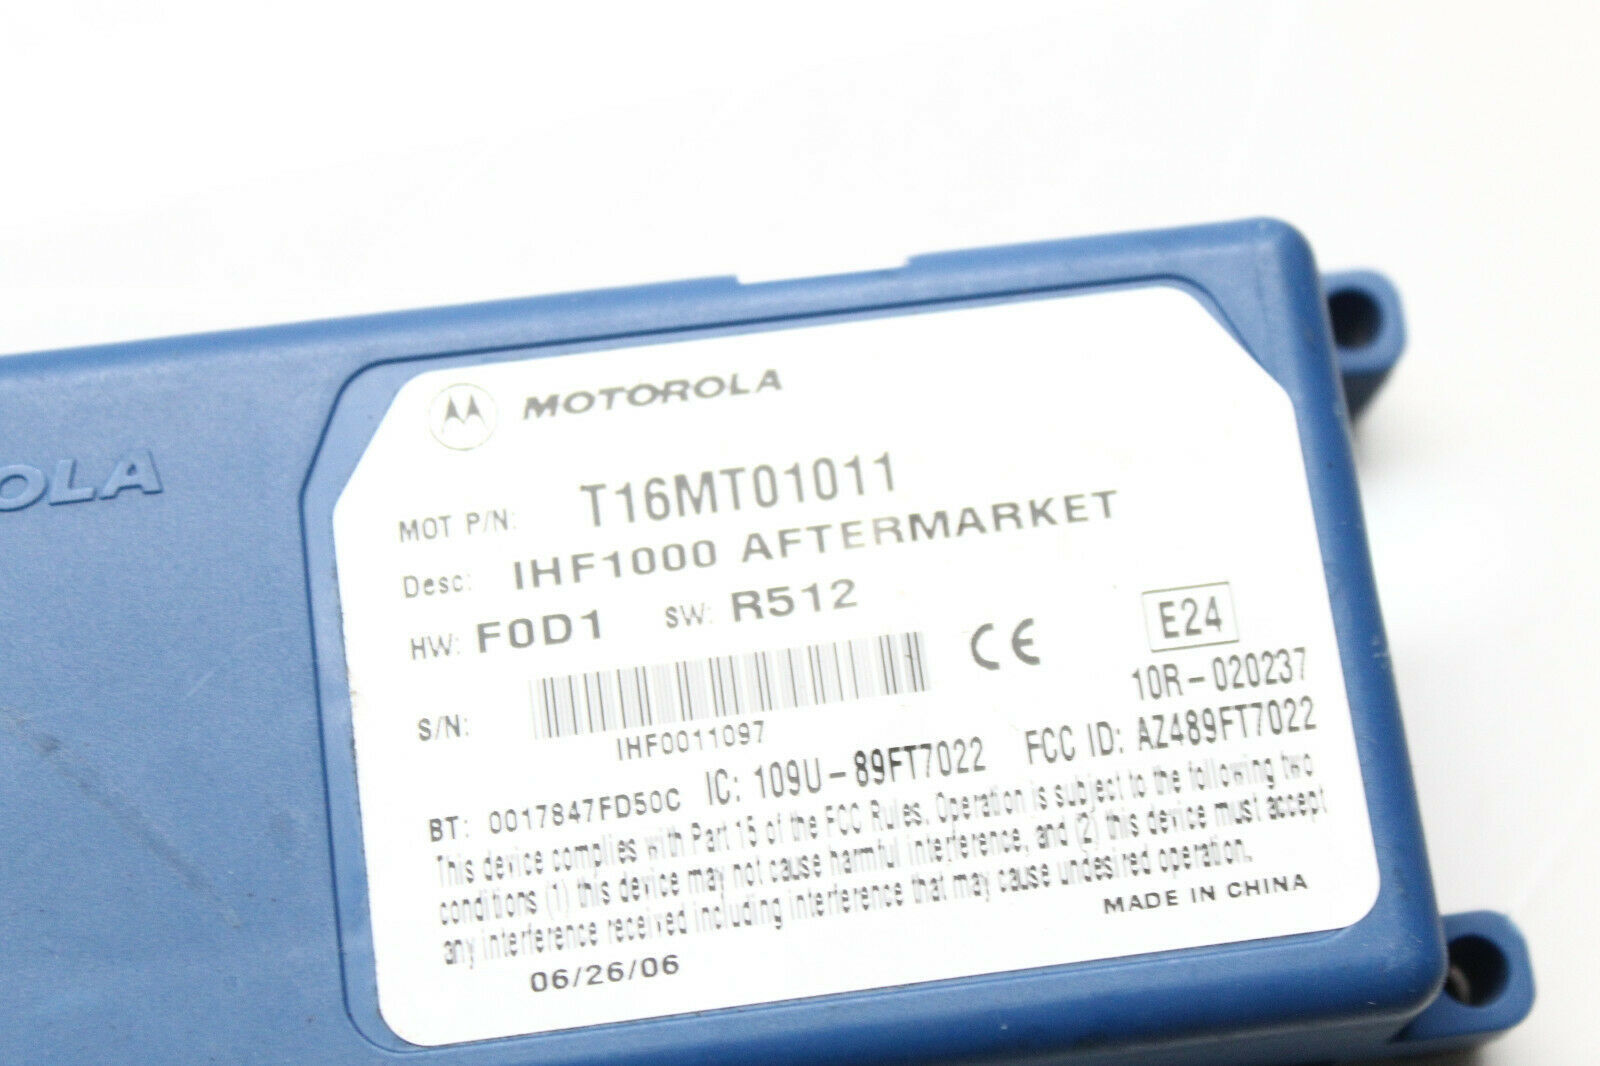 MOTOROLA
OLA
MOT P/N: T16MT01011
Desc: IHF1000 AFTERMARKET
HW: F0D1 SW: R512
CE E24
10R-020237
S/N:
IHF0011097
BT: 0017847FD50C IC: 109U-89FT7022 FCC ID: AZ489FT7022
This device complies with Part 15 of the FCC Rules. Operation is subject to the following two
conditions (1) this device may not cause harmful interference, and (2) this device must accept
any interference received including interference that may cause undesired operation.
MADE IN CHINA
06/26/06